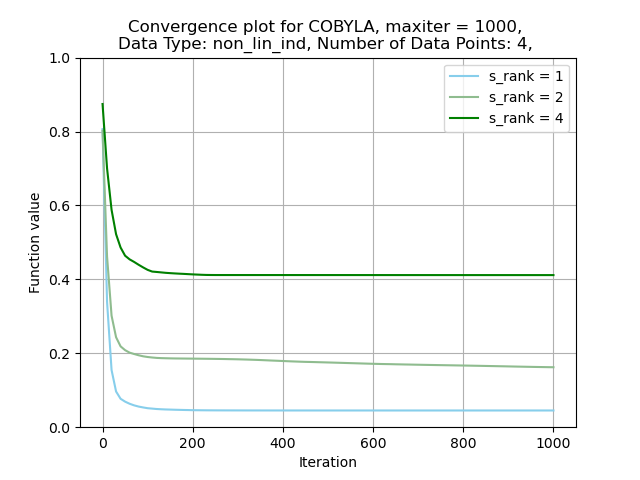 Convergence plot for COBYLA, maxiter = 1000,
Data Type: non_lin_ind, Number of Data Points: 4,
1.0
0.8
0.6
0.4
0.2
0.0
Function value
s_rank = 1
s_rank = 2
s_rank = 4
0 200 400 600 800 1000
Iteration